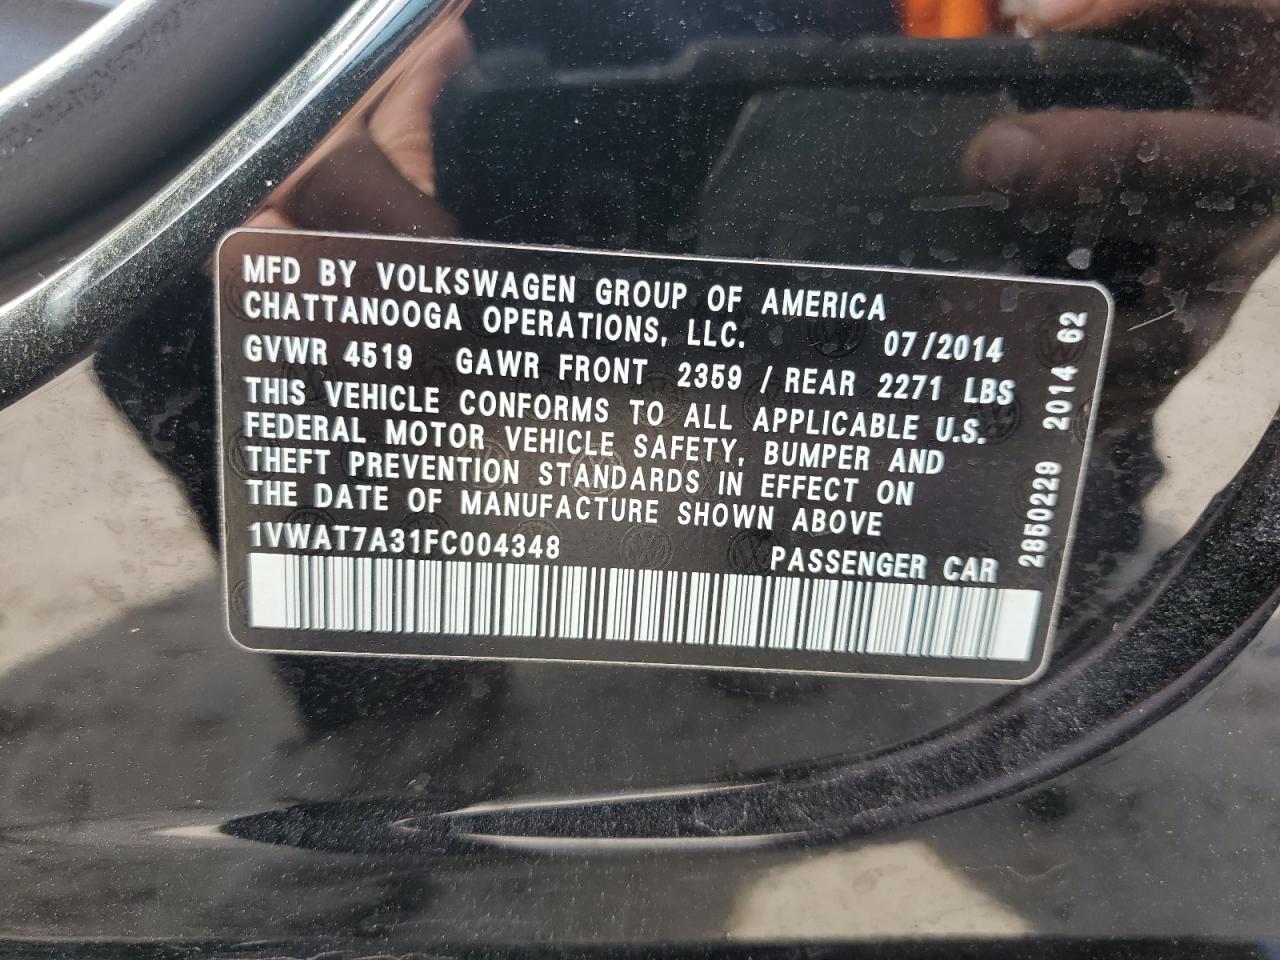 MFD BY VOLKSWAGEN GROUP OF AMERICA
CHATTANOOGA OPERATIONS, LLC. 07/2014
GVWR 4519 GAWR FRONT 2359 / REAR 2271 LBS
THIS VEHICLE CONFORMS TO ALL APPLICABLE U.S.
FEDERAL MOTOR VEHICLE SAFETY, BUMPER AND
THEFT PREVENTION STANDARDS IN EFFECT ON
THE DATE OF MANUFACTURE SHOWN ABOVE
1VWAT7A31FC004348 PASSENGER CAR
2850229 2014 62